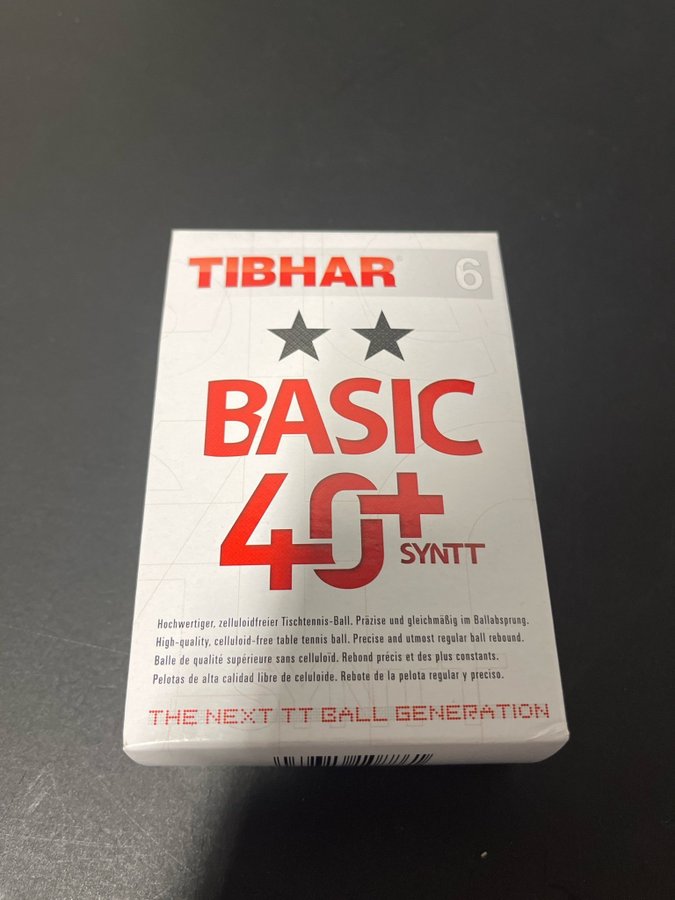 TIBHAR® 6
★★
BASIC
40+
SYNTT
Hochwertiger, zelluloidfreier Tischtennis-Ball. Präzise und gleichmäßig im Ballabsprung.
High-quality, celluloid-free table tennis ball. Precise and utmost regular ball rebound.
Balle de qualité supérieure sans celluloïd. Rebond précis et des plus constants.
Pelotas de alta calidad libre de celuloide. Rebote de la pelota regular y preciso.
THE NEXT TT BALL GENERATION